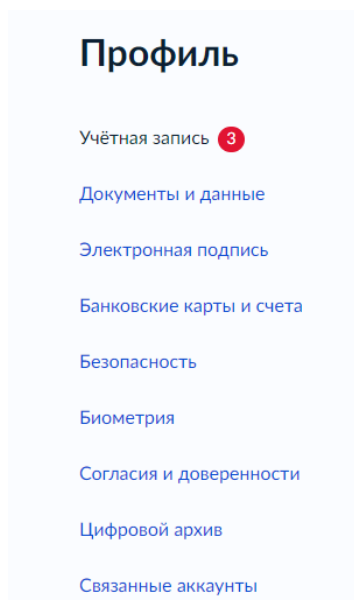 Профиль
Учётная запись 3
Документы и данные
Электронная подпись
Банковские карты и счета
Безопасность
Биометрия
Согласия и доверенности
Цифровой архив
Связанные аккаунты